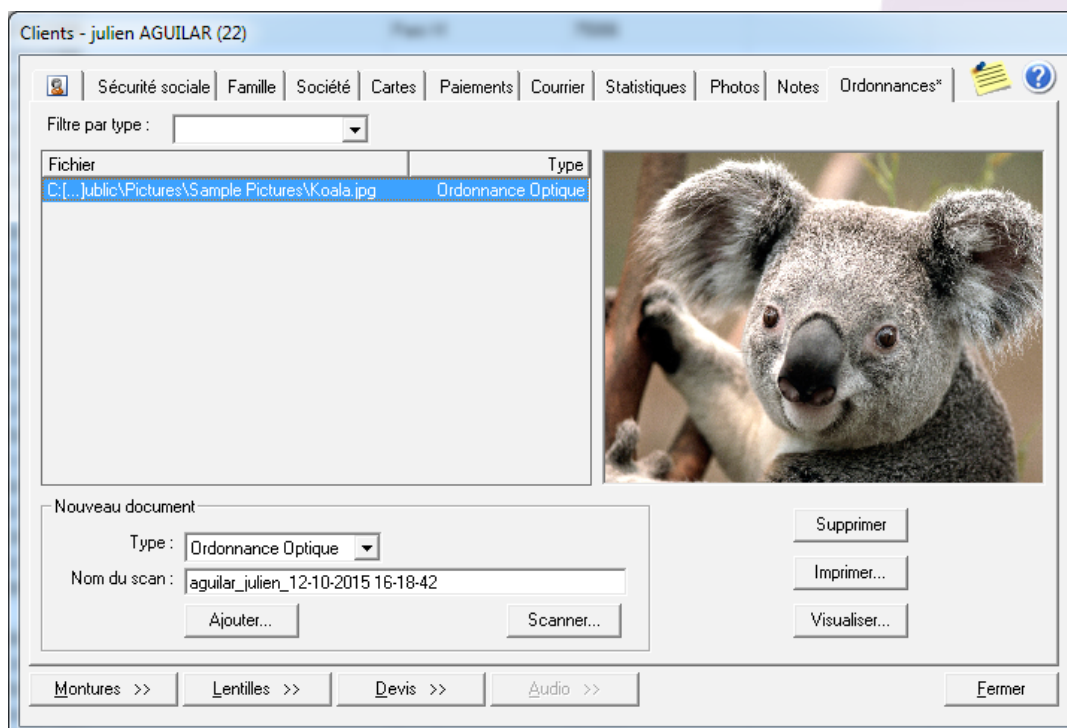 Clients - julien AGUILAR (22)
Sécurité sociale Famille Société Cartes Paiements Courrier Statistiques Photos Notes Ordonnances*
Filtre par type :
Fichier Type
C:[...]ublic\Pictures\Sample Pictures\Koala.jpg Ordonnance Optique
Nouveau document
Type : Ordonnance Optique
Nom du scan : aguilar_julien_12-10-2015 16-18-42
Ajouter... Scanner...
Supprimer
Imprimer...
Visualiser...
Montures >> Lentilles >> Devis >> Audio >> Fermer